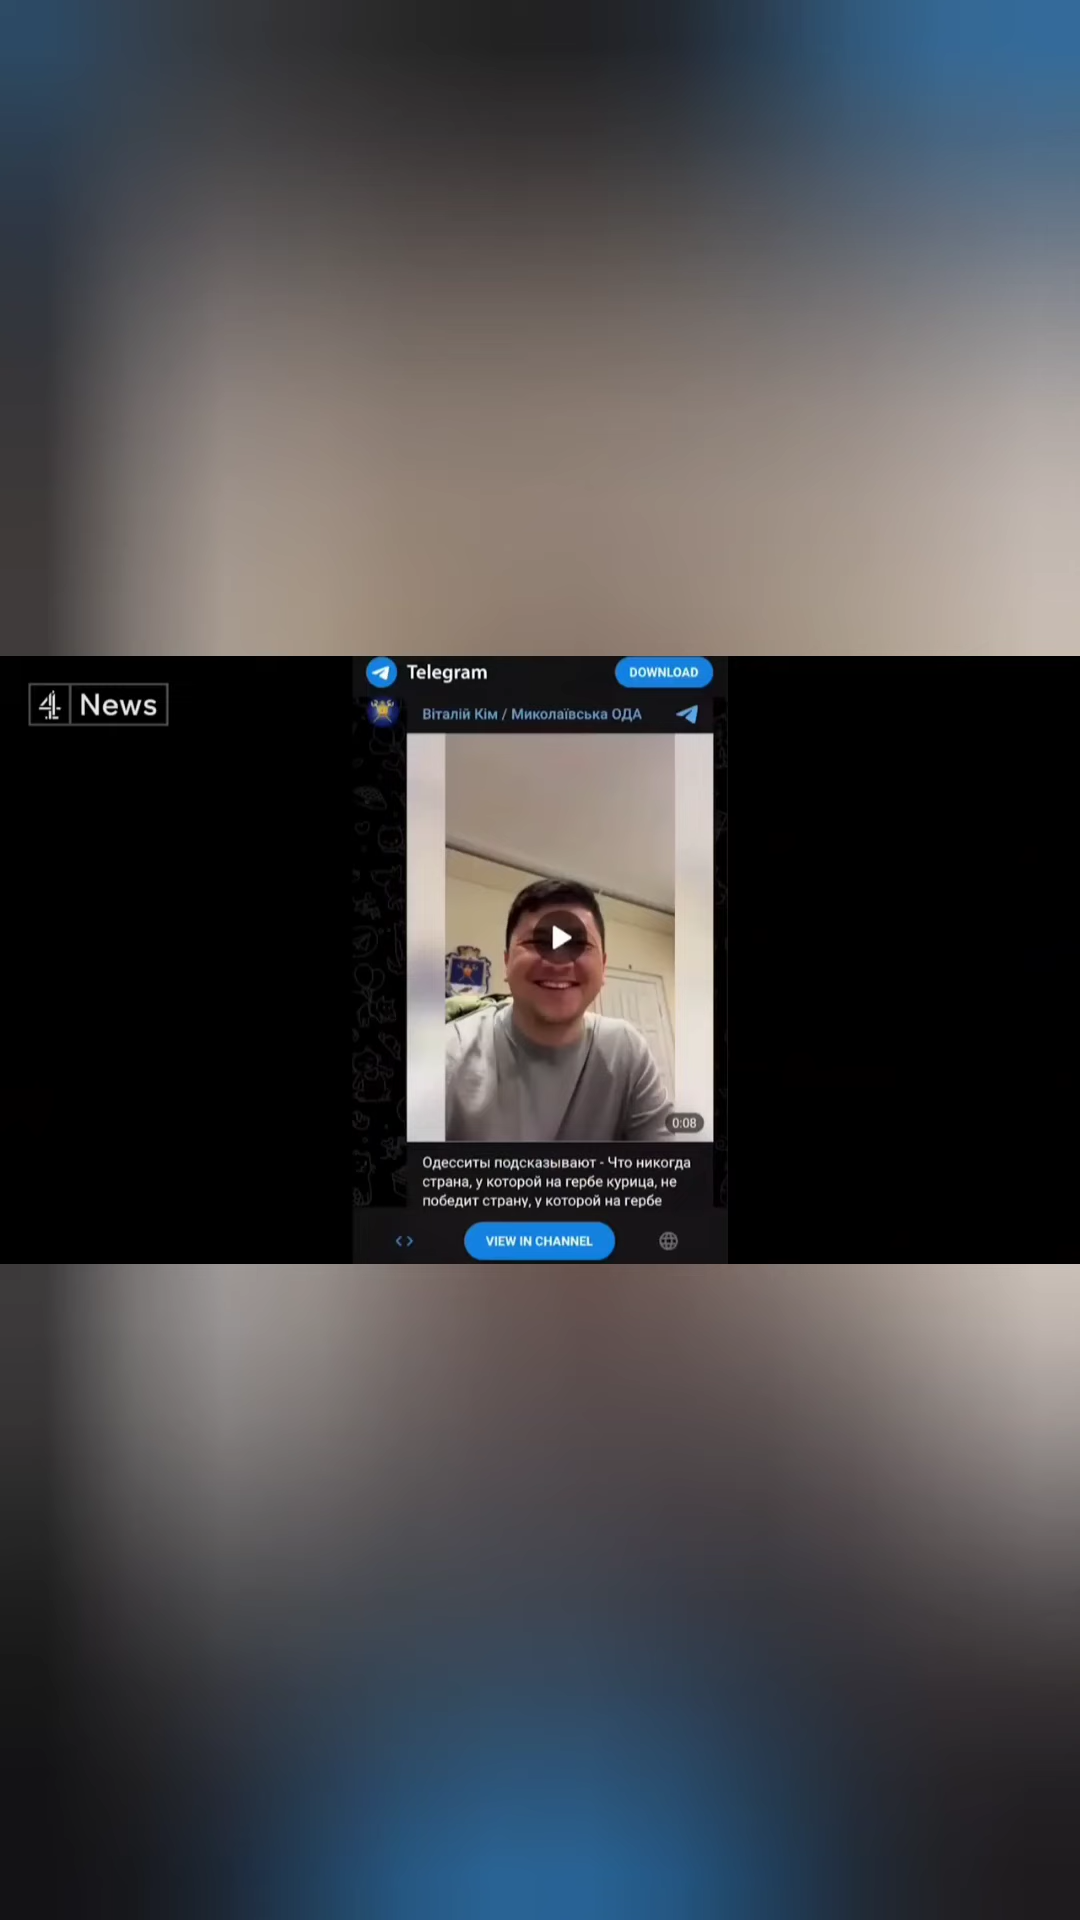 4 News
Telegram
DOWNLOAD
Віталій Кім / Миколаївська ОДА
0:08
Одесситы подсказывают - Что никогда
страна, у которой на гербе курица, не
победит страну, у которой на гербе
VIEW IN CHANNEL